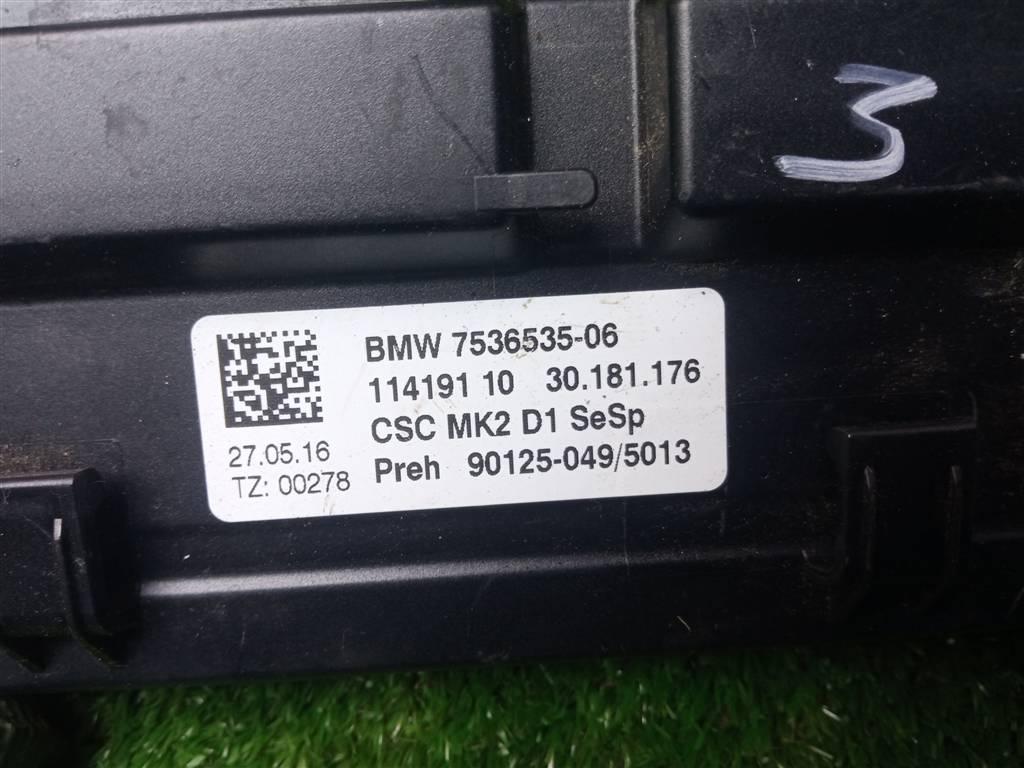 3
BMW 7536535-06
114191 10 30.181.176
CSC MK2 D1 SeSp
Preh 90125-049/5013
27.05.16
TZ: 00278